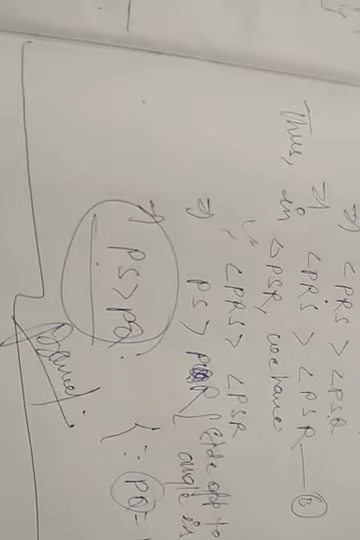 ⇒ ∠PRS > ∠PSQ
⇒ ∠PRS > ∠PSR — (B)
Thus, in △PSR, we have
∠PRS > ∠PSR
⇒ PS > PR { Side opp to
angle is
⇒ PS > PQ
{ ∵ PQ =
Proved.